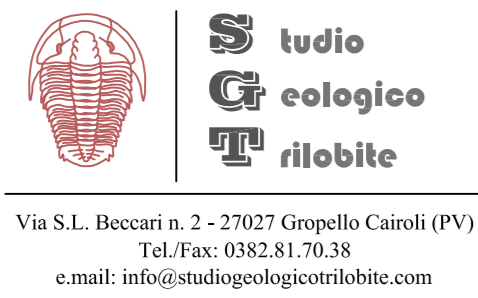 Studio
Geologico
Trilobite
Via S.L. Beccari n. 2 - 27027 Gropello Cairoli (PV)
Tel./Fax: 0382.81.70.38
e.mail: info@studiogeologicotrilobite.com